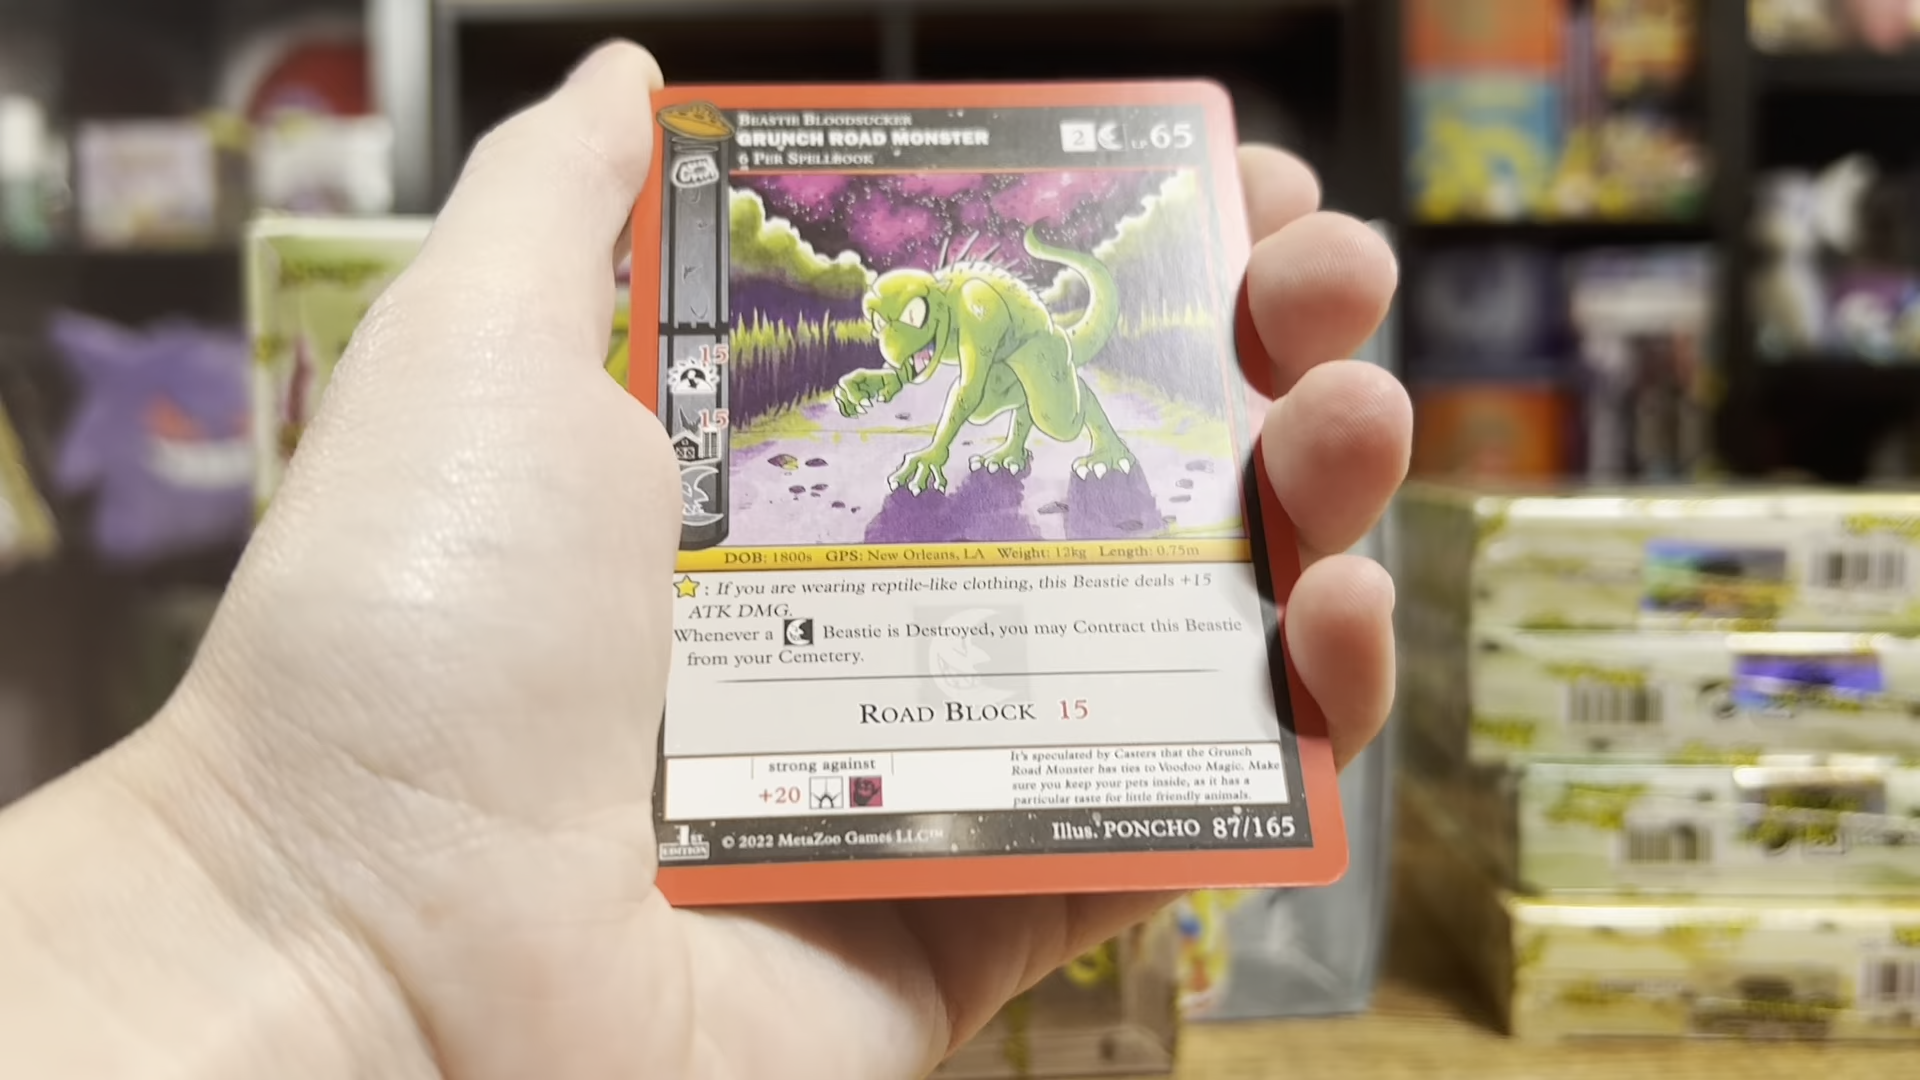 BEASTIE BLOODSUCKER
GRUNCH ROAD MONSTER
2 LP 65
6 PER SPELLBOOK
15
15
DOB: 1800s GPS: New Orleans, LA Weight: 12kg Length: 0.75m
: If you are wearing reptile-like clothing, this Beastie deals +15
ATK DMG.
Whenever a Beastie is Destroyed, you may Contract this Beastie
from your Cemetery.
ROAD BLOCK 15
strong against
+20
It's speculated by Casters that the Grunch
Road Monster has ties to Voodoo Magic. Make
sure you keep your pets inside, as it has a
particular taste for little friendly animals.
1ST
EDITION
© 2022 MetaZoo Games LLC™
Illus. PONCHO 87/165